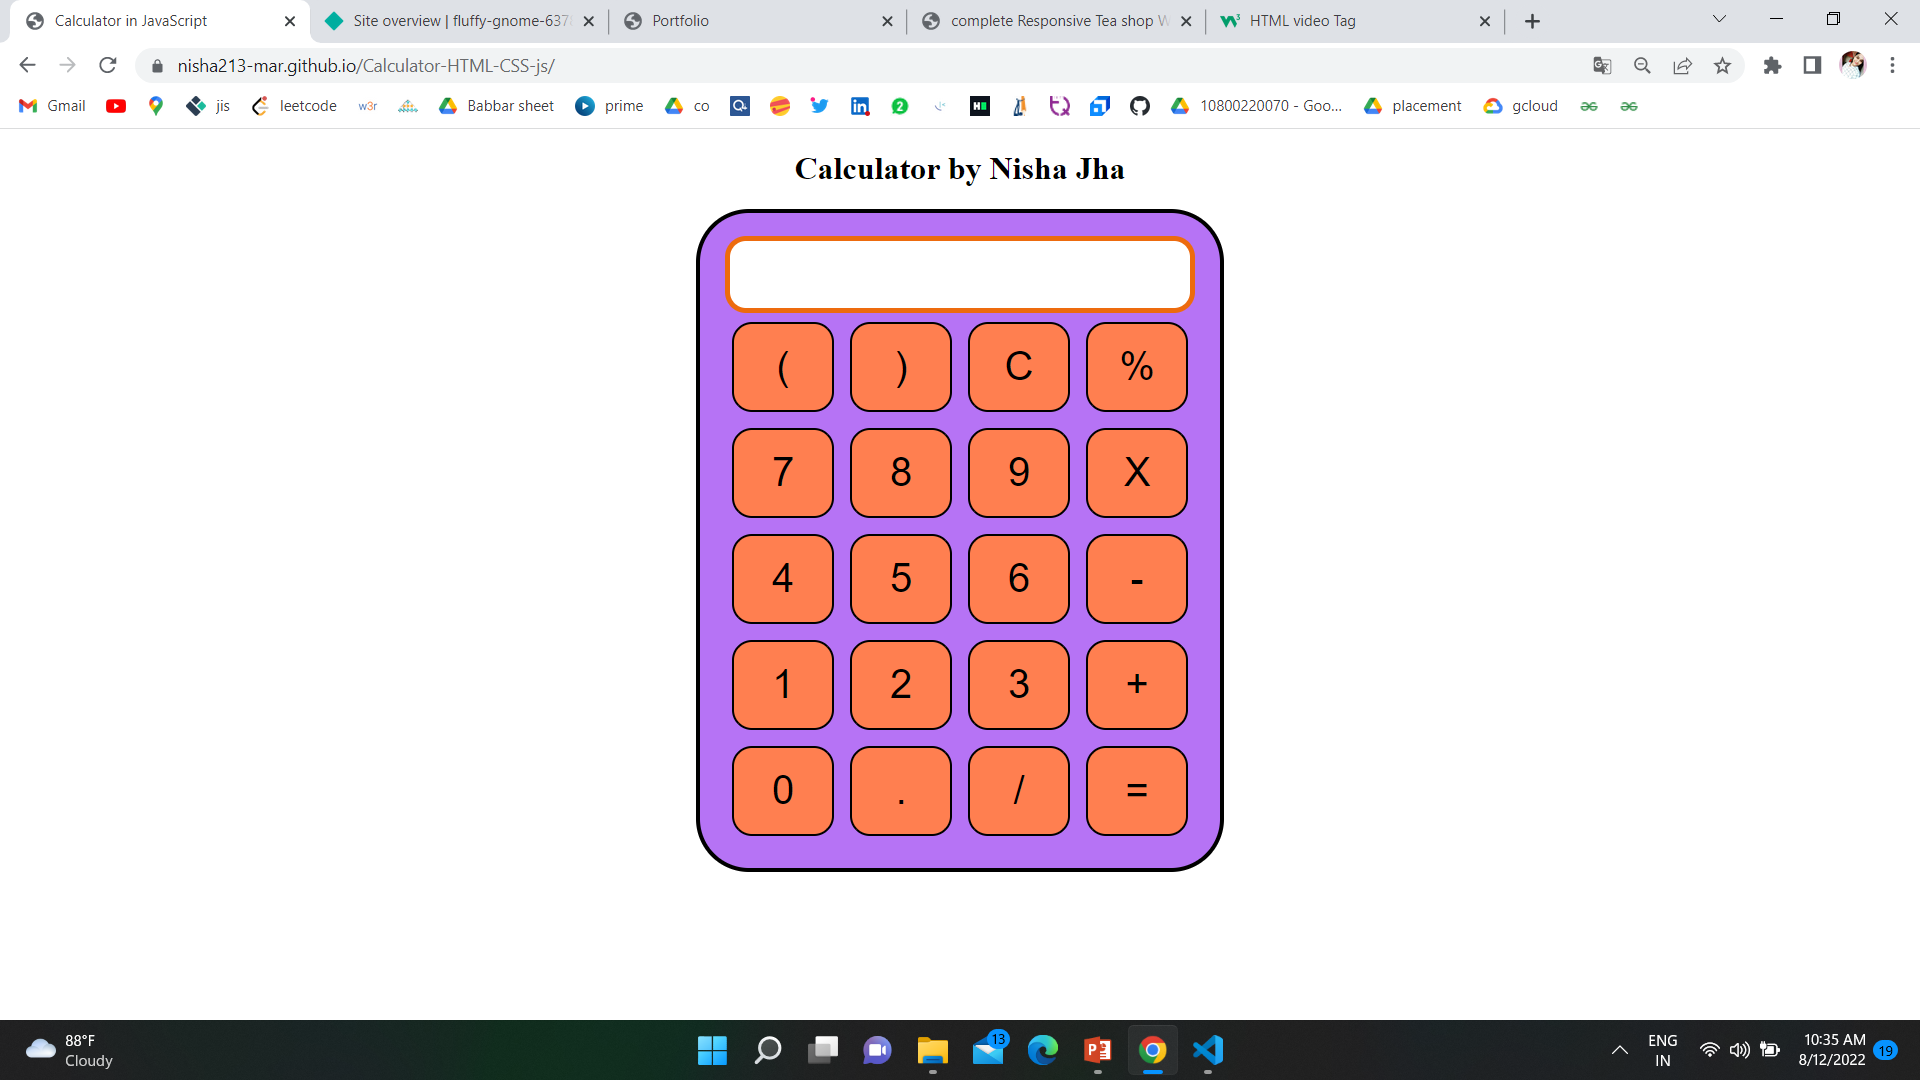 Calculator in JavaScript
Site overview | fluffy-gnome-637
Portfolio
complete Responsive Tea shop W
HTML video Tag
nisha213-mar.github.io/Calculator-HTML-CSS-js/
Gmail jis leetcode w3r Babbar sheet prime co 2 H 10800220070 - Goo... placement gcloud
Calculator by Nisha Jha
( ) C %
7 8 9 X
4 5 6 -
1 2 3 +
0 . / =
88°F
Cloudy
13
ENG
IN
10:35 AM
8/12/2022
19